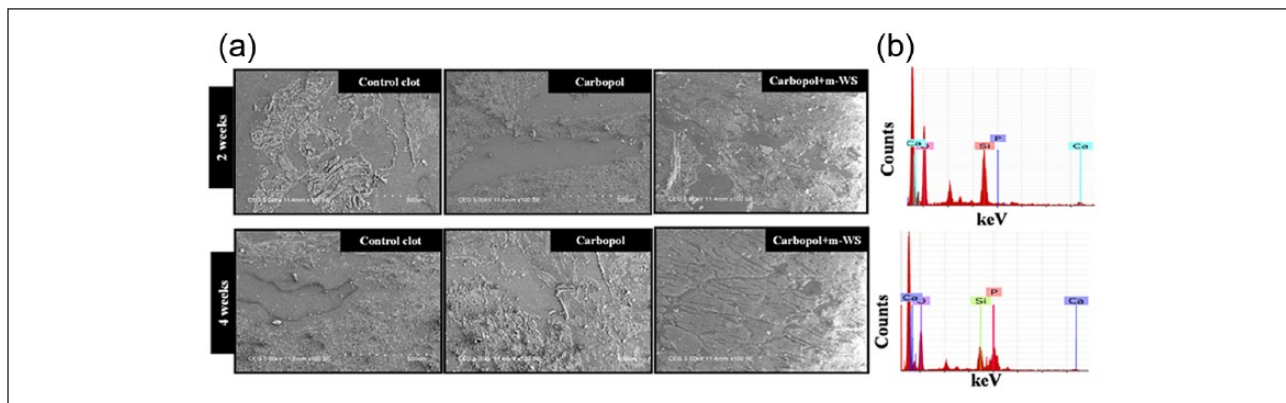 (a)
(b)
2 weeks
Control clot
Carbopol
Carbopol+m-WS
4 weeks
Control clot
Carbopol
Carbopol+m-WS
Counts
Ca
Si
P
Ca
keV
Counts
Ca
Si
P
Ca
keV